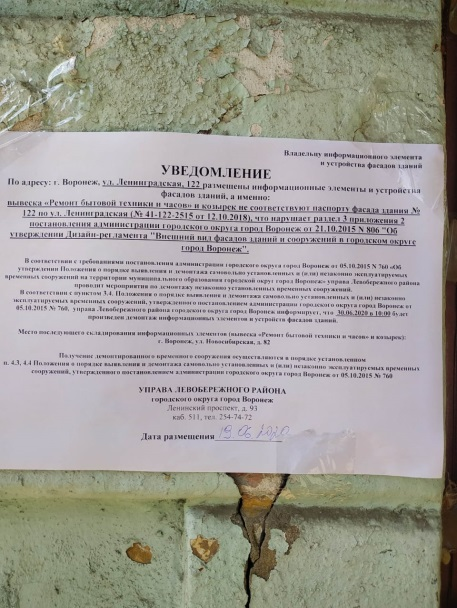 Владельцу информационного элемента
и устройства фасадов зданий
УВЕДОМЛЕНИЕ
По адресу: г. Воронеж, ул. Ленинградская, 122 размещены информационные элементы и устройства
фасадов зданий, а именно:
вывеска «Ремонт бытовой техники и часов» и козырек не соответствуют паспорту фасада здания №
122 по ул. Ленинградская (№ 41-122-2515 от 12.10.2018), что нарушает раздел 3 приложения 2
постановления администрации городского округа город Воронеж от 21.10.2015 N 806 "Об
утверждении Дизайн-регламента "Внешний вид фасадов зданий и сооружений в городском округе
город Воронеж".
В соответствии с требованиями постановления администрации городского округа город Воронеж от 05.10.2015 N 760 «Об
утверждении Положения о порядке выявления и демонтажа самовольно установленных и (или) незаконно эксплуатируемых
временных сооружений на территории муниципального образования городской округ город Воронеж» управа Левобережного района
проводит мероприятия по демонтажу незаконно установленных временных сооружений.
В соответствии с пунктом 3.4. Положения о порядке выявления и демонтажа самовольно установленных и (или) незаконно
эксплуатируемых временных сооружений, утвержденного постановлением администрации городского округа город Воронеж от
05.10.2015 № 760, управа Левобережного района городского округа город Воронеж информирует, что 30.06.2020 в 10:00 будет
произведен демонтаж информационных элементов и устройств фасадов зданий.
Место последующего складирования информационных элементов (вывеска «Ремонт бытовой техники и часов» и козырек):
г. Воронеж, ул. Новосибирская, д. 82
Получение демонтированного временного сооружения осуществляются в порядке установленном
п. 4.3, 4.4 Положения о порядке выявления и демонтажа самовольно установленных и (или) незаконно эксплуатируемых временных
сооружений, утвержденного постановлением администрации городского округа город Воронеж от 05.10.2015 № 760
УПРАВА ЛЕВОБЕРЕЖНОГО РАЙОНА
городского округа город Воронеж
Ленинский проспект, д. 93
каб. 511, тел. 254-74-72
Дата размещения 19.06.2020